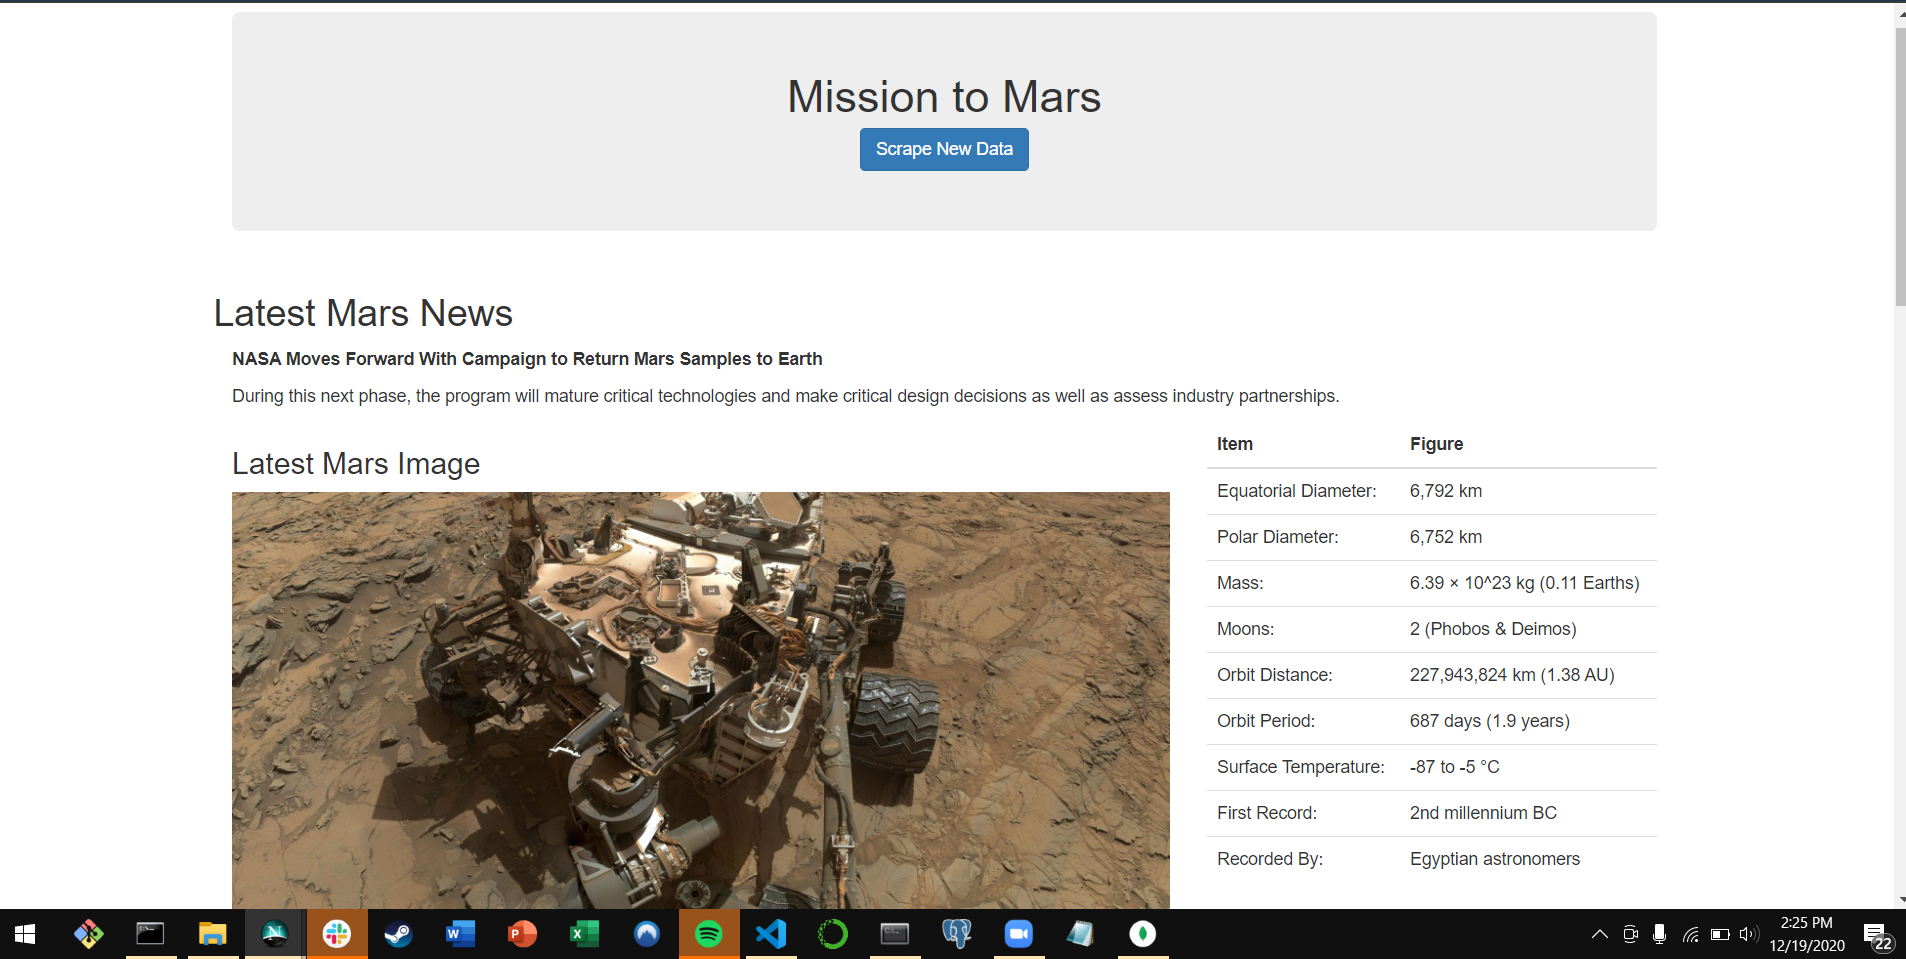 Mission to Mars
Scrape New Data
Latest Mars News
NASA Moves Forward With Campaign to Return Mars Samples to Earth
During this next phase, the program will mature critical technologies and make critical design decisions as well as assess industry partnerships.
Latest Mars Image
Item Figure
Equatorial Diameter: 6,792 km
Polar Diameter: 6,752 km
Mass: 6.39 × 10^23 kg (0.11 Earths)
Moons: 2 (Phobos & Deimos)
Orbit Distance: 227,943,824 km (1.38 AU)
Orbit Period: 687 days (1.9 years)
Surface Temperature: -87 to -5 °C
First Record: 2nd millennium BC
Recorded By: Egyptian astronomers
2:25 PM
12/19/2020
22